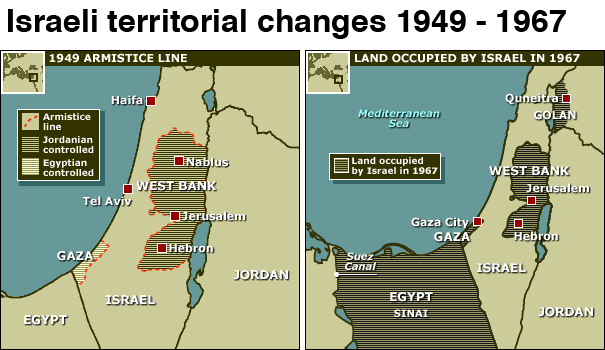 Israeli territorial changes 1949 - 1967
1949 ARMISTICE LINE
Haifa
Armistice
line
Jordanian
controlled
Egyptian
controlled
Nablus
WEST BANK
Tel Aviv
Jerusalem
Hebron
GAZA
JORDAN
ISRAEL
EGYPT
LAND OCCUPIED BY ISRAEL IN 1967
Quneitra
GOLAN
Mediterranean
Sea
Land occupied
by Israel in 1967
WEST BANK
Jerusalem
Gaza City
GAZA
Hebron
Suez
Canal
ISRAEL
EGYPT
SINAI
JORDAN